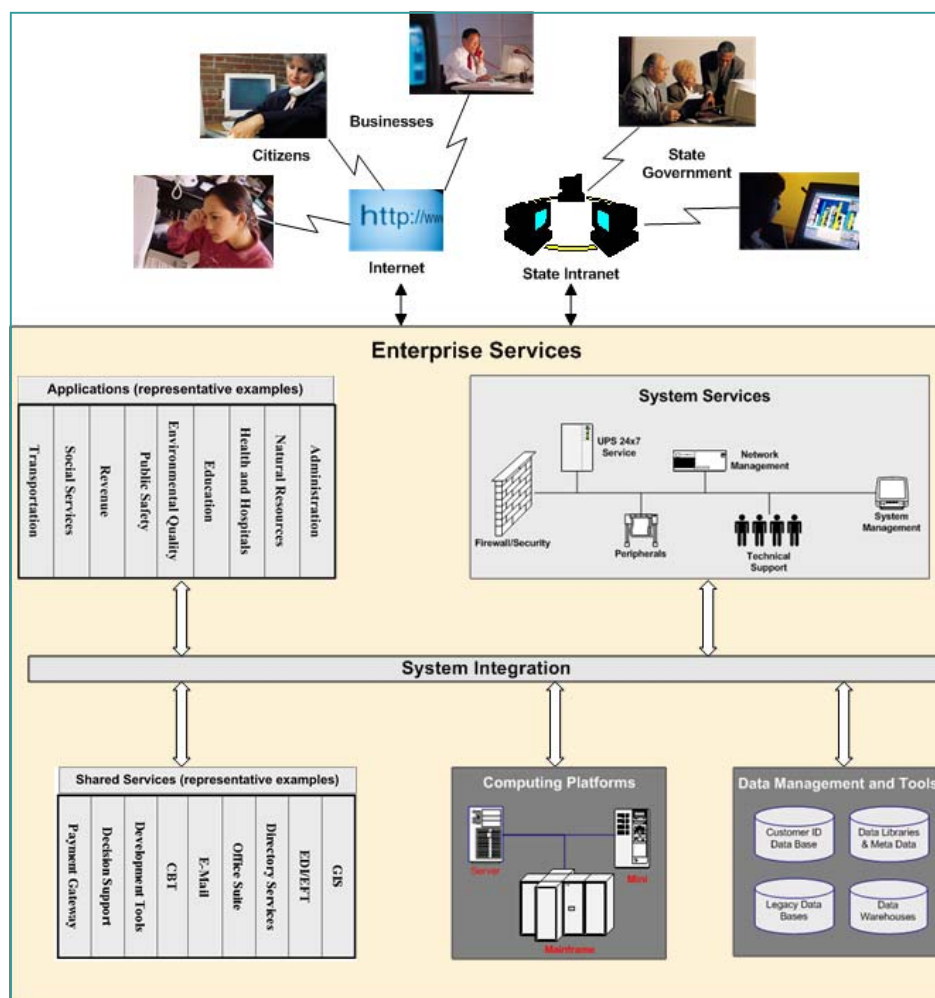 Businesses
Citizens
State
Government
http://www
Internet
State Intranet
Enterprise Services
Applications (representative examples)
Transportation
Social Services
Revenue
Public Safety
Environmental Quality
Education
Health and Hospitals
Natural Resources
Administration
System Services
UPS 24x7
Service
Network
Management
Firewall/Security
Peripherals
Technical
Support
System
Management
System Integration
Shared Services (representative examples)
Payment Gateway
Decision Support
Development Tools
CBT
E-Mail
Office Suite
Directory Services
EDI/EFT
GIS
Computing Platforms
Server
Mini
Mainframe
Data Management and Tools
Customer ID
Data Base
Data Libraries
& Meta Data
Legacy Data
Bases
Data
Warehouses